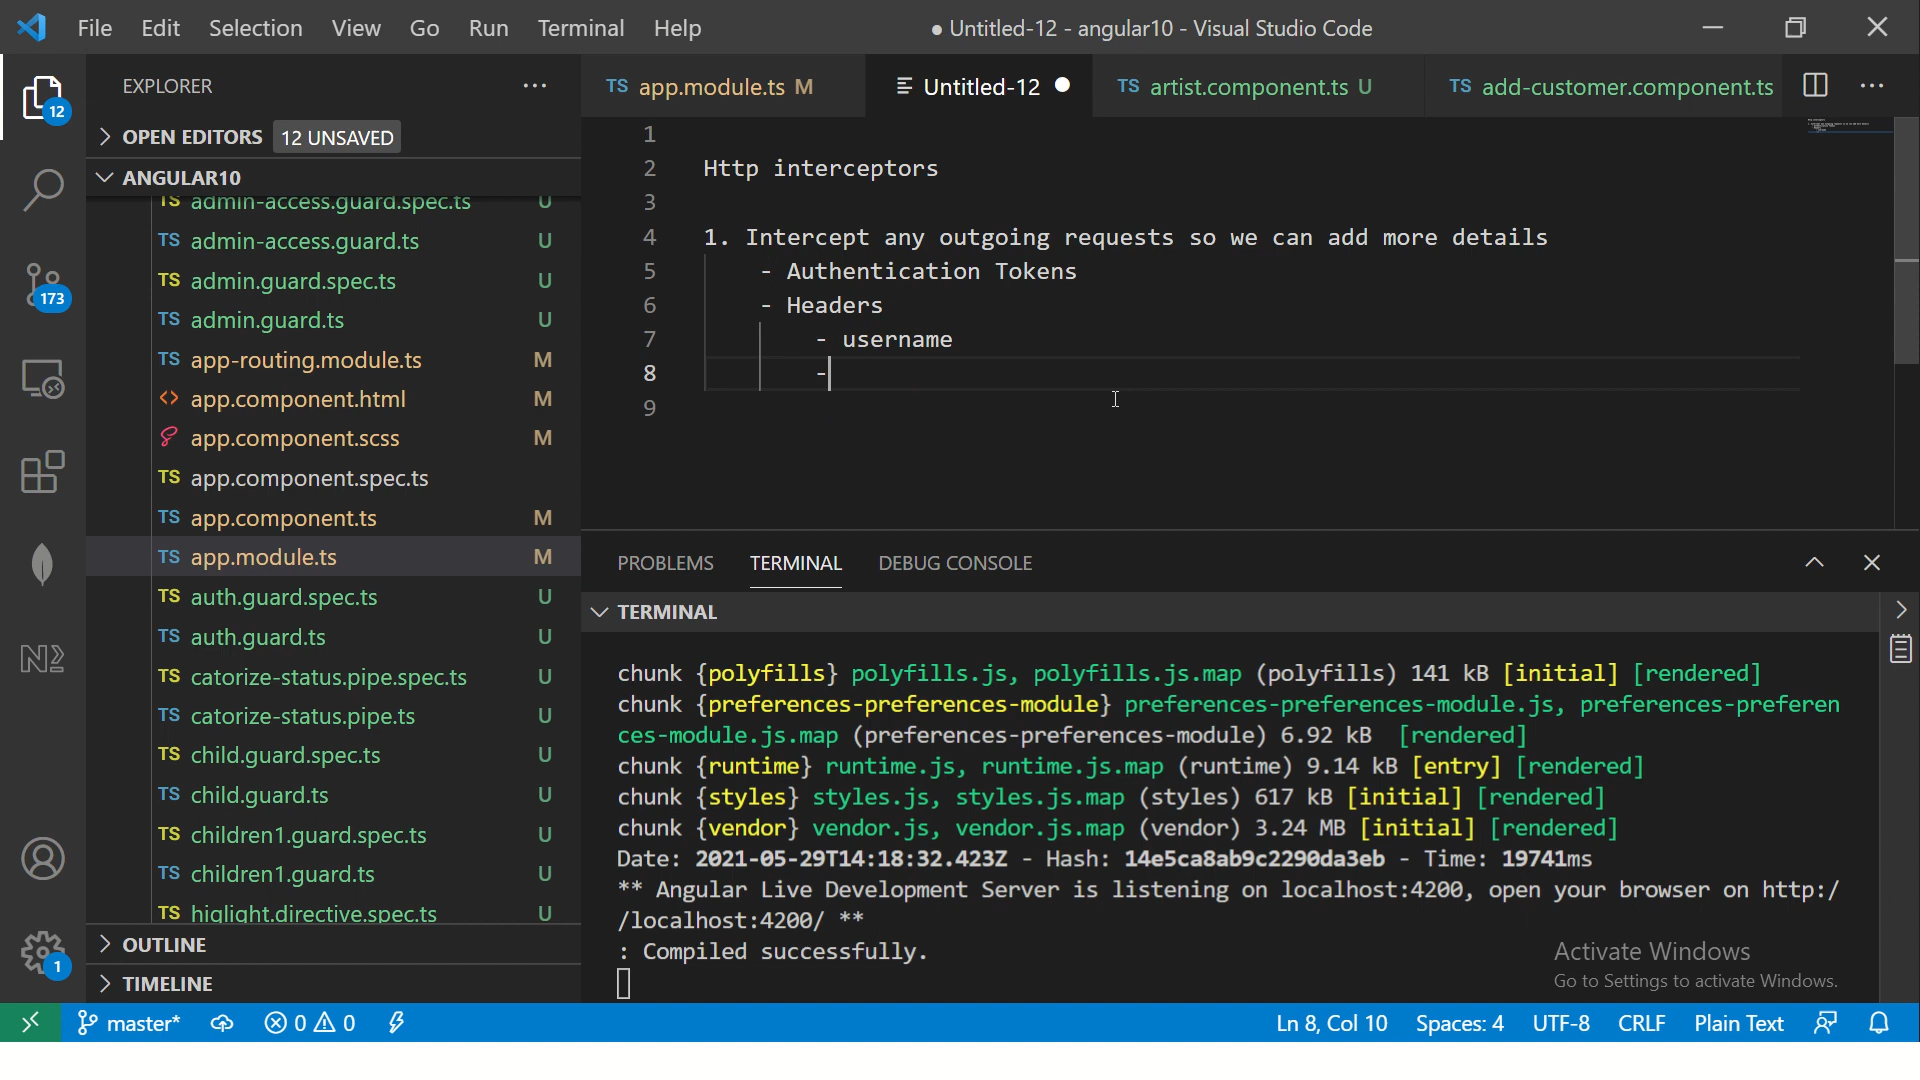 File Edit Selection View Go Run Terminal Help
● Untitled-12 - angular10 - Visual Studio Code
EXPLORER
OPEN EDITORS 12 UNSAVED
ANGULAR10
TS admin-access.guard.spec.ts U
TS admin-access.guard.ts U
TS admin.guard.spec.ts U
TS admin.guard.ts U
TS app-routing.module.ts M
<> app.component.html M
app.component.scss M
TS app.component.spec.ts
TS app.component.ts M
TS app.module.ts M
TS auth.guard.spec.ts U
TS auth.guard.ts U
TS catorize-status.pipe.spec.ts U
TS catorize-status.pipe.ts U
TS child.guard.spec.ts U
TS child.guard.ts U
TS children1.guard.spec.ts U
TS children1.guard.ts U
TS higlight.directive.spec.ts U
OUTLINE
TIMELINE
12
173
1
TS app.module.ts M
Untitled-12
TS artist.component.ts U
TS add-customer.component.ts
1
2 Http interceptors
3
4 1. Intercept any outgoing requests so we can add more details
5 - Authentication Tokens
6 - Headers
7 - username
8 -
9
PROBLEMS TERMINAL DEBUG CONSOLE
TERMINAL
chunk {polyfills} polyfills.js, polyfills.js.map (polyfills) 141 kB [initial] [rendered]
chunk {preferences-preferences-module} preferences-preferences-module.js, preferences-preferen
ces-module.js.map (preferences-preferences-module) 6.92 kB  [rendered]
chunk {runtime} runtime.js, runtime.js.map (runtime) 9.14 kB [entry] [rendered]
chunk {styles} styles.js, styles.js.map (styles) 617 kB [initial] [rendered]
chunk {vendor} vendor.js, vendor.js.map (vendor) 3.24 MB [initial] [rendered]
Date: 2021-05-29T14:18:32.423Z - Hash: 14e5ca8ab9c2290da3eb - Time: 19741ms
** Angular Live Development Server is listening on localhost:4200, open your browser on http:/
/localhost:4200/ **
: Compiled successfully.
Activate Windows
Go to Settings to activate Windows.
master* 0 0
Ln 8, Col 10 Spaces: 4 UTF-8 CRLF Plain Text